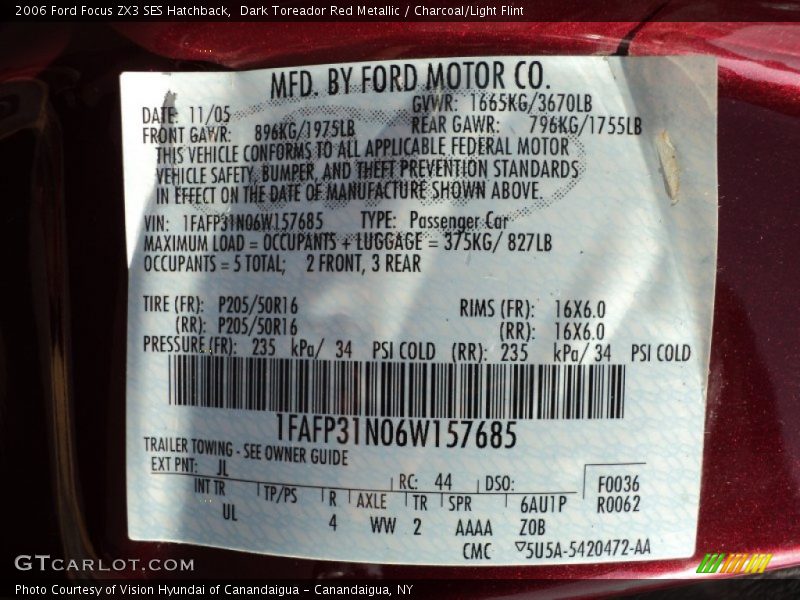 2006 Ford Focus ZX3 SES Hatchback,  Dark Toreador Red Metallic / Charcoal/Light Flint
MFD. BY FORD MOTOR CO.
DATE: 11/05 GVWR: 1665KG/3670LB
FRONT GAWR: 896KG/1975LB REAR GAWR: 796KG/1755LB
THIS VEHICLE CONFORMS TO ALL APPLICABLE FEDERAL MOTOR
VEHICLE SAFETY, BUMPER, AND THEFT PREVENTION STANDARDS
IN EFFECT ON THE DATE OF MANUFACTURE SHOWN ABOVE.
VIN: 1FAFP31N06W157685 TYPE: Passenger Car
MAXIMUM LOAD = OCCUPANTS + LUGGAGE = 375KG/ 827LB
OCCUPANTS = 5 TOTAL; 2 FRONT, 3 REAR
TIRE (FR): P205/50R16 RIMS (FR): 16X6.0
(RR): P205/50R16 (RR): 16X6.0
PRESSURE (FR): 235 kPa/ 34 PSI COLD (RR): 235 kPa/ 34 PSI COLD
1FAFP31N06W157685
TRAILER TOWING - SEE OWNER GUIDE
EXT PNT: JL RC: 44 DSO: F0036
INT TR TP/PS R AXLE TR SPR 6AU1P R0062
UL 4 WW 2 AAAA Z0B
CMC ▽5U5A-5420472-AA
GTCARLOT.COM
Photo Courtesy of Vision Hyundai of Canandaigua – Canandaigua, NY